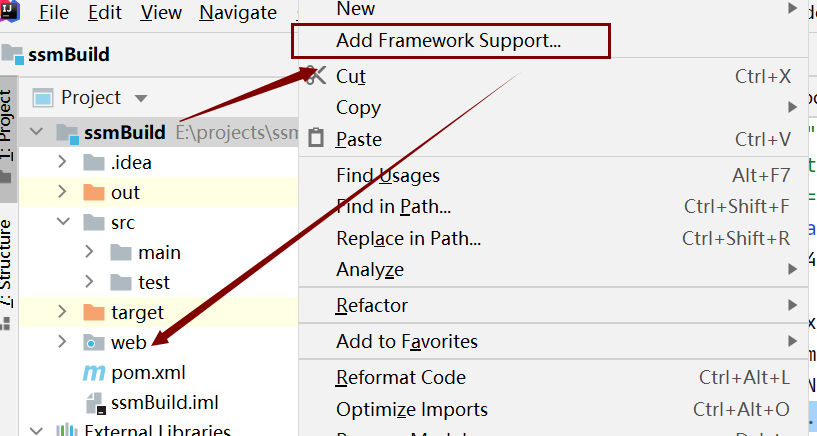 File Edit View Navigate
New
ssmBuild
Add Framework Support...
Project
Cut Ctrl+X
Copy
1: Project
ssmBuild E:\projects\ssm
Paste Ctrl+V
.idea
Find Usages Alt+F7
out
Find in Path... Ctrl+Shift+F
src
Replace in Path... Ctrl+Shift+R
main
Analyze
test
7: Structure
Refactor
target
web
Add to Favorites
pom.xml
Reformat Code Ctrl+Alt+L
ssmBuild.iml
Optimize Imports Ctrl+Alt+O
External Libraries